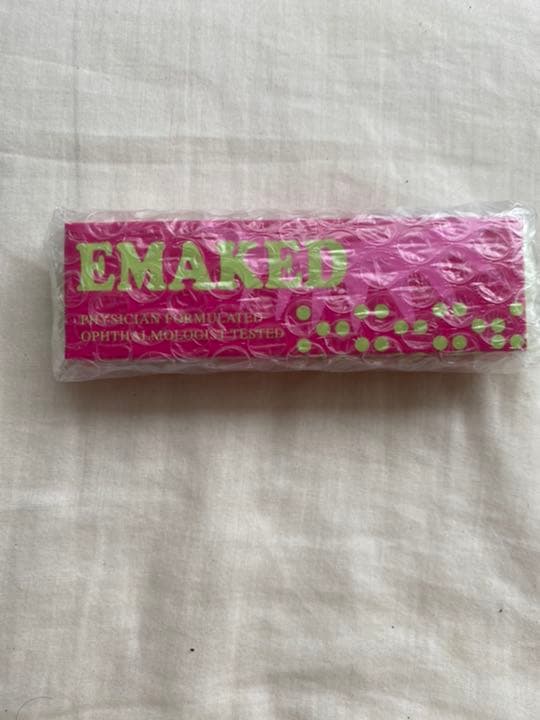 EMAKED
PHYSICIAN FORMULATED
OPHTHALMOLOGIST TESTED